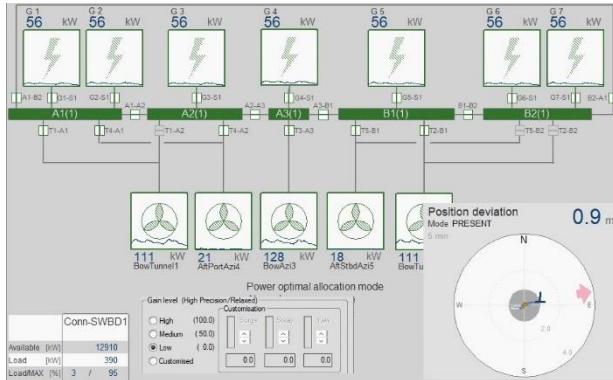 G 1 G 2 G 3 G 4 G 5 G 6 G 7
56 kW 56 kW 56 kW 56 kW 56 kW 56 kW 56 kW
A1-B2 G1-S1 G2-S1 G3-S1 G4-S1 G5-S1 G6-S1 G7-S1 B2-A1
A1(1) A1-A2 A2(1) A2-A3 A3(1) A3-B1 B1(1) B1-B2 B2(1)
T1-A1 T4-A1 T1-A2 T4-A2 T3-A3 T5-B1 T2-B1 T5-B2 T2-B2
111 kW 21 kW 128 kW 18 kW 111 kW
BowTunnel1 AftPortAzi4 BowAzi3 AftStbdAzi5 BowTu
Position deviation
Mode PRESENT
0.9 m
5 min
N
W
E
S
2.0
4.0
Power optimal allocation mode
Gain level (High Precision/Relaxed)
Customisation
High (100.0)
Medium (50.0)
Low (0.0)
Customised
Surge Sway Yaw
0.0 0.0 0.0
Conn-SWBD1
Available [kW] 12910
Load [kW] 390
Load/MAX [%] 3 / 95